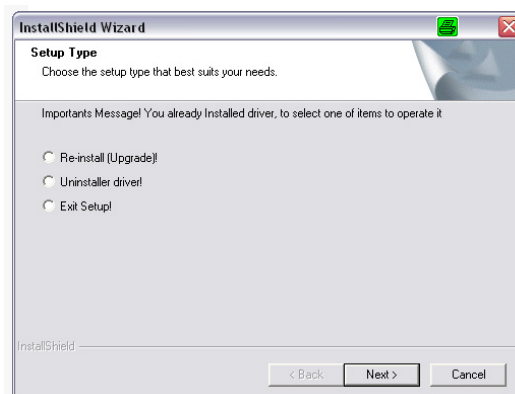 InstallShield Wizard
Setup Type
Choose the setup type that best suits your needs.
Importants Message! You already Installed driver, to select one of items to operate it
Re-install (Upgrade)!
Uninstaller driver!
Exit Setup!
InstallShield
< Back
Next >
Cancel